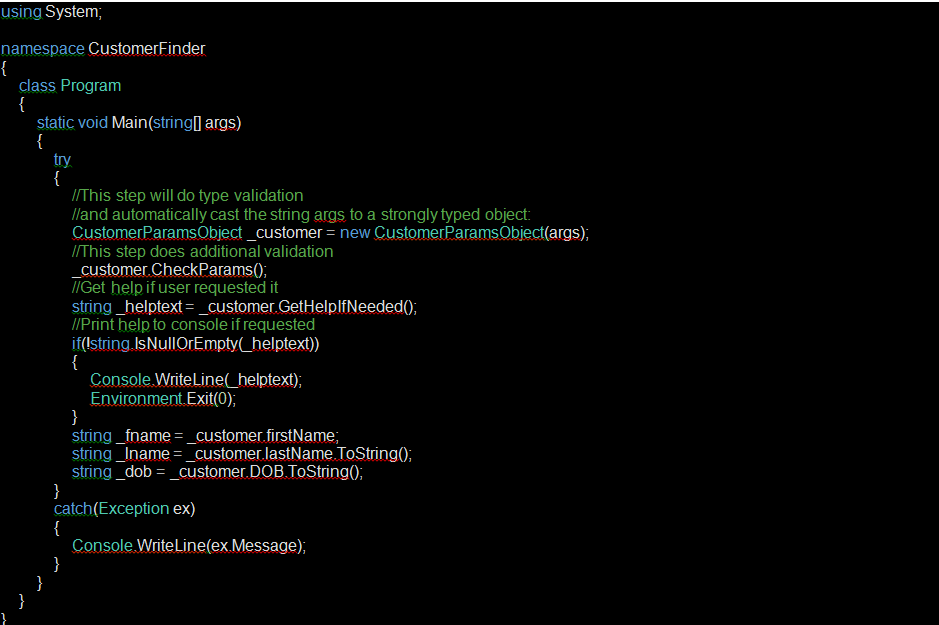 using System;
namespace CustomerFinder
{
class Program
{
static void Main(string[] args)
{
try
{
//This step will do type validation
//and automatically cast the string args to a strongly typed object:
CustomerParamsObject _customer = new CustomerParamsObject(args);
//This step does additional validation
_customer.CheckParams();
//Get help if user requested it
string _helptext = _customer.GetHelpIfNeeded();
//Print help to console if requested
if(!string.IsNullOrEmpty(_helptext))
{
Console.WriteLine(_helptext);
Environment.Exit(0);
}
string _fname = _customer.firstName;
string _lname = _customer.lastName.ToString();
string _dob = _customer.DOB.ToString();
}
catch(Exception ex)
{
Console.WriteLine(ex.Message);
}
}
}
}